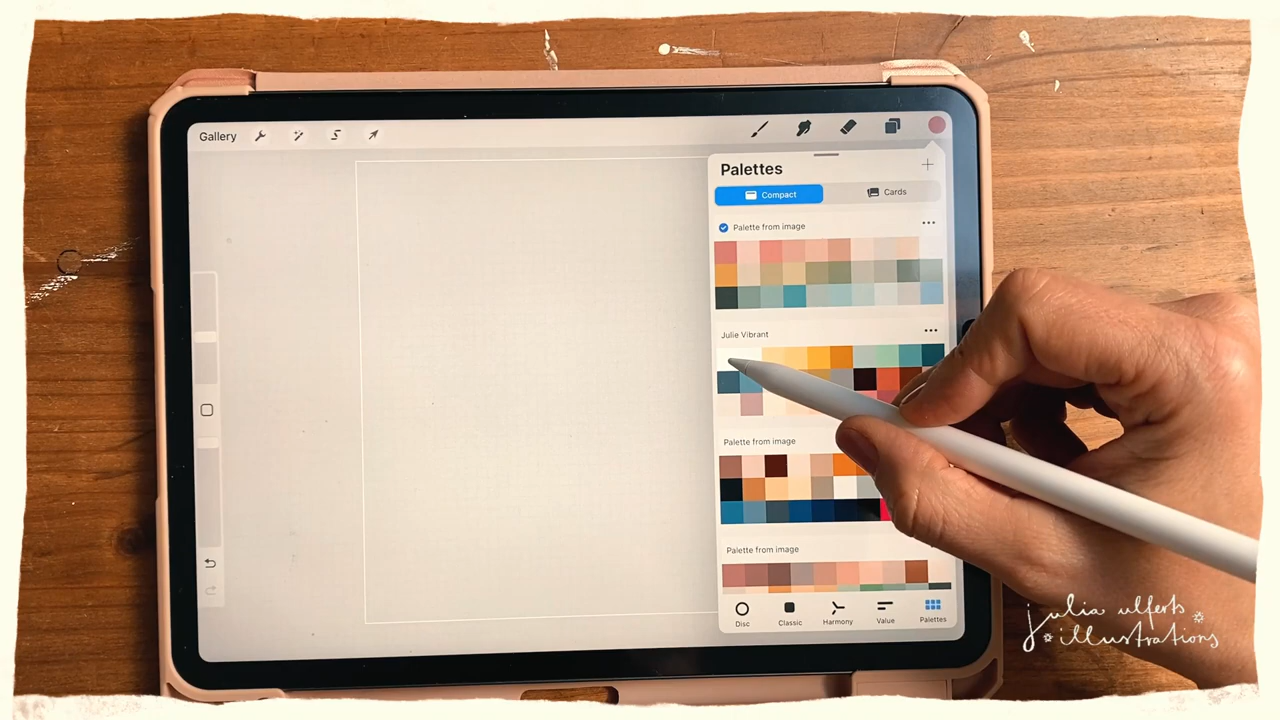 Gallery
Palettes
Compact
Cards
Palette from image
Julie Vibrant
Palette from image
Palette from image
Disc
Classic
Harmony
Value
Palettes
julia ulferts
illustrations